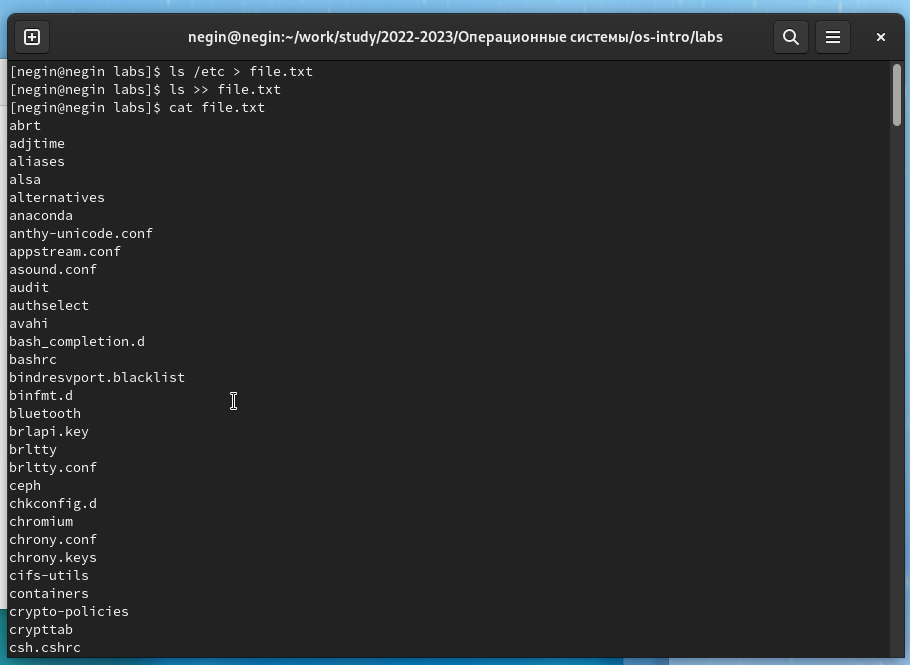 negin@negin:~/work/study/2022-2023/Операционные системы/os-intro/labs
[negin@negin labs]$ ls /etc > file.txt
[negin@negin labs]$ ls >> file.txt
[negin@negin labs]$ cat file.txt
abrt
adjtime
aliases
alsa
alternatives
anaconda
anthy-unicode.conf
appstream.conf
asound.conf
audit
authselect
avahi
bash_completion.d
bashrc
bindresvport.blacklist
binfmt.d
bluetooth
brlapi.key
brltty
brltty.conf
ceph
chkconfig.d
chromium
chrony.conf
chrony.keys
cifs-utils
containers
crypto-policies
crypttab
csh.cshrc